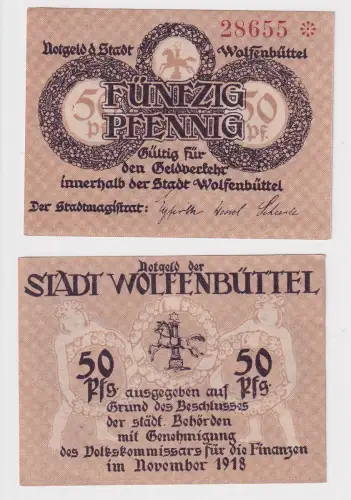 28655
Notgeld d. Stadt Wolfenbüttel
50 Pf. FÜNFZIG PFENNIG 50 Pf.
Gültig für
den Geldverkehr
innerhalb der Stadt Wolfenbüttel
Der Stadtmagistrat:
Notgeld der
STADT WOLFENBÜTTEL
50 50
Pfg. ausgegeben auf Pfg.
Grund des Beschlusses
der städt. Behörden
mit Genehmigung
des Volkskommissars für die Finanzen
im November 1918